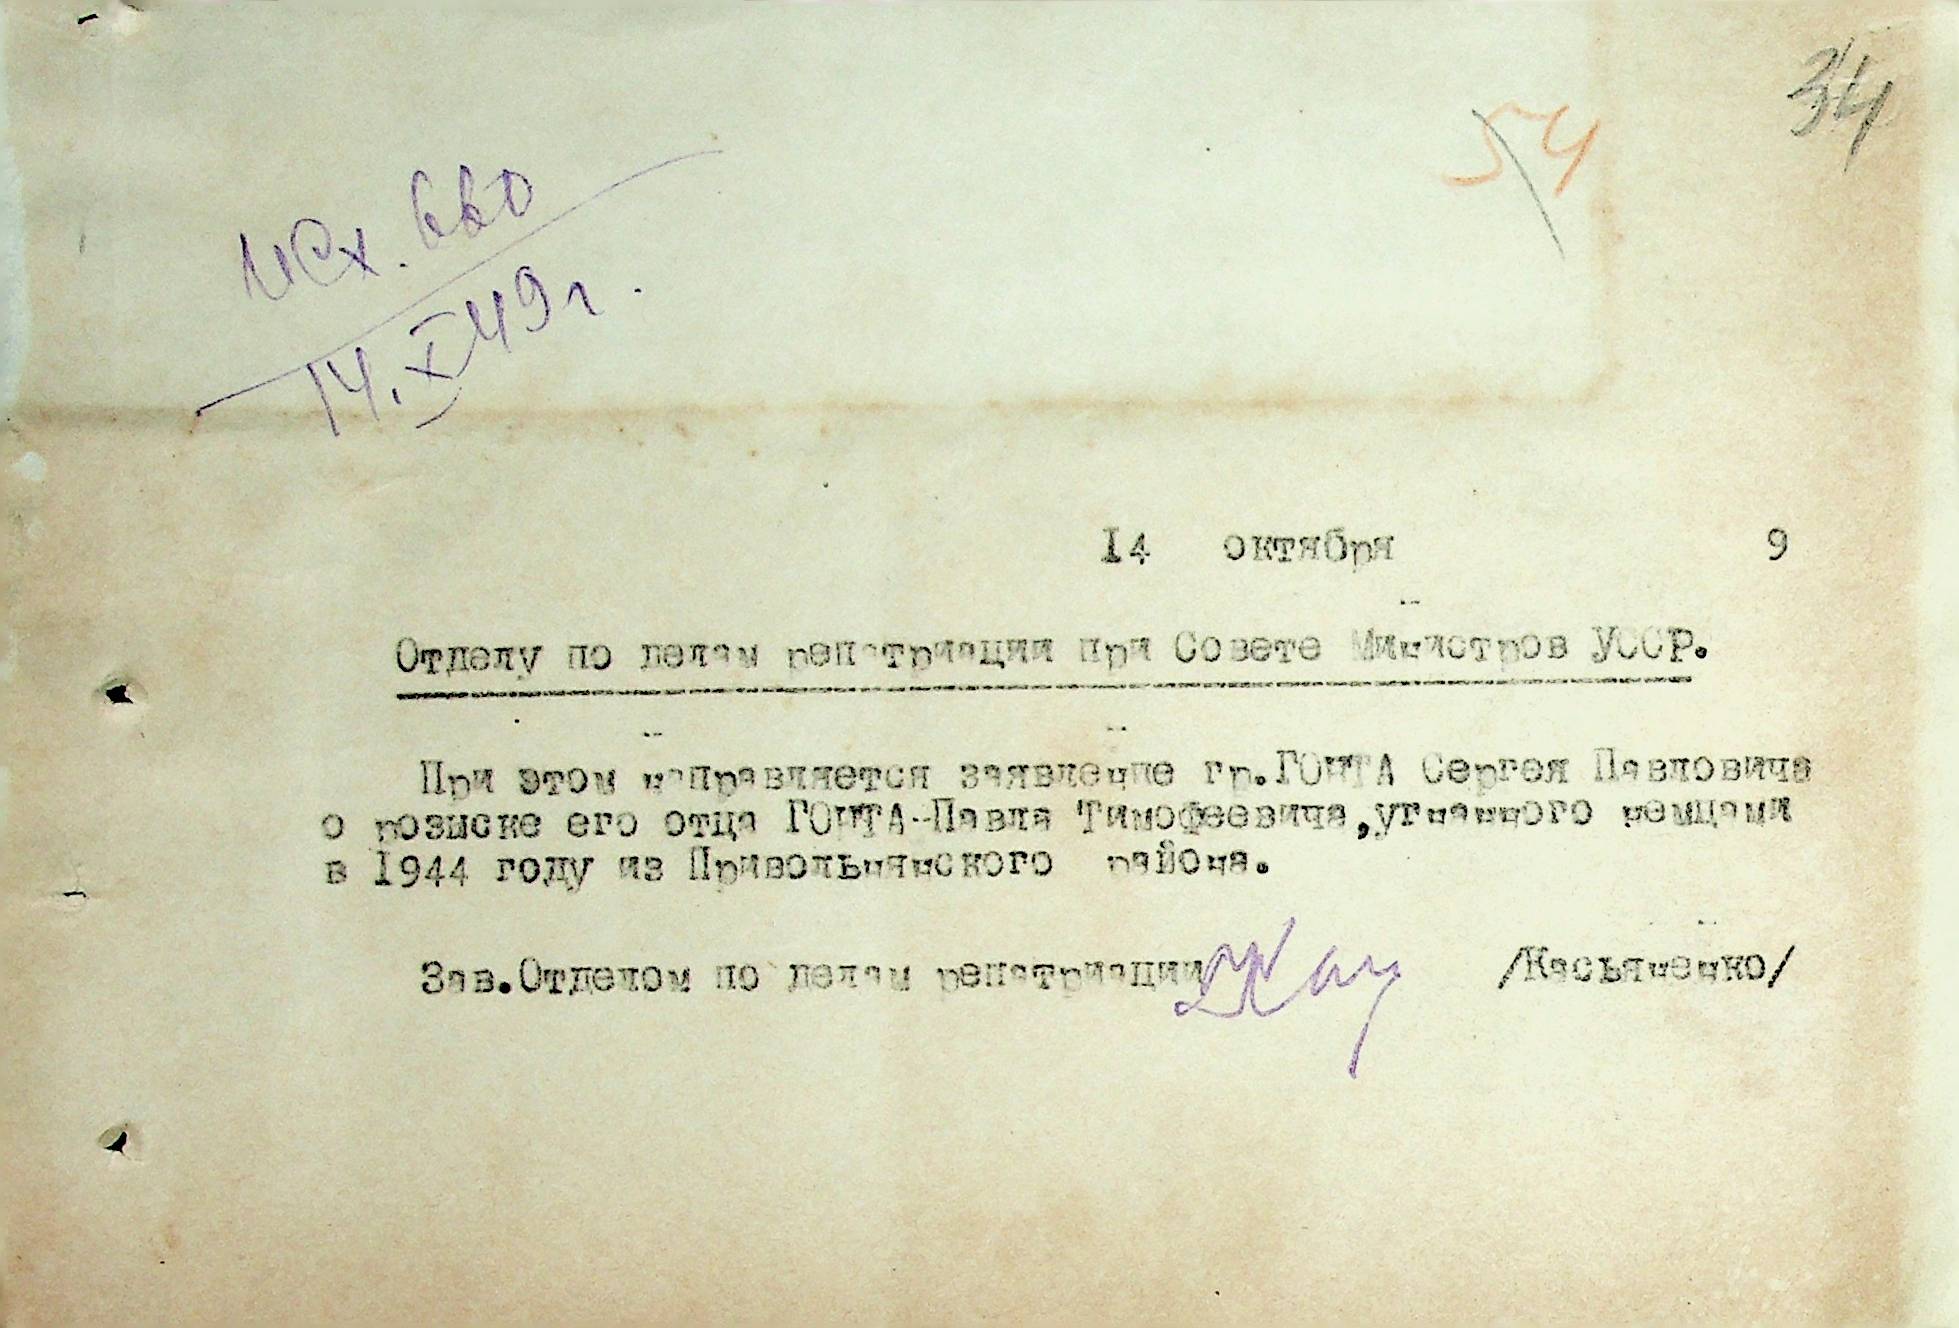 34
54
исх. 660
14.X 49 г.
14 октября 9
Отделу по делам репатриации при Совете Министров УССР.
При этом направляется заявление гр.ГОНТА Сергея Павловича
о розыске его отца ГОНТА-Павла Тимофеевича,угнанного немцами
в 1944 году из Привольнянского района.
Зав.Отделом по делам репатриации /Касьяненко/